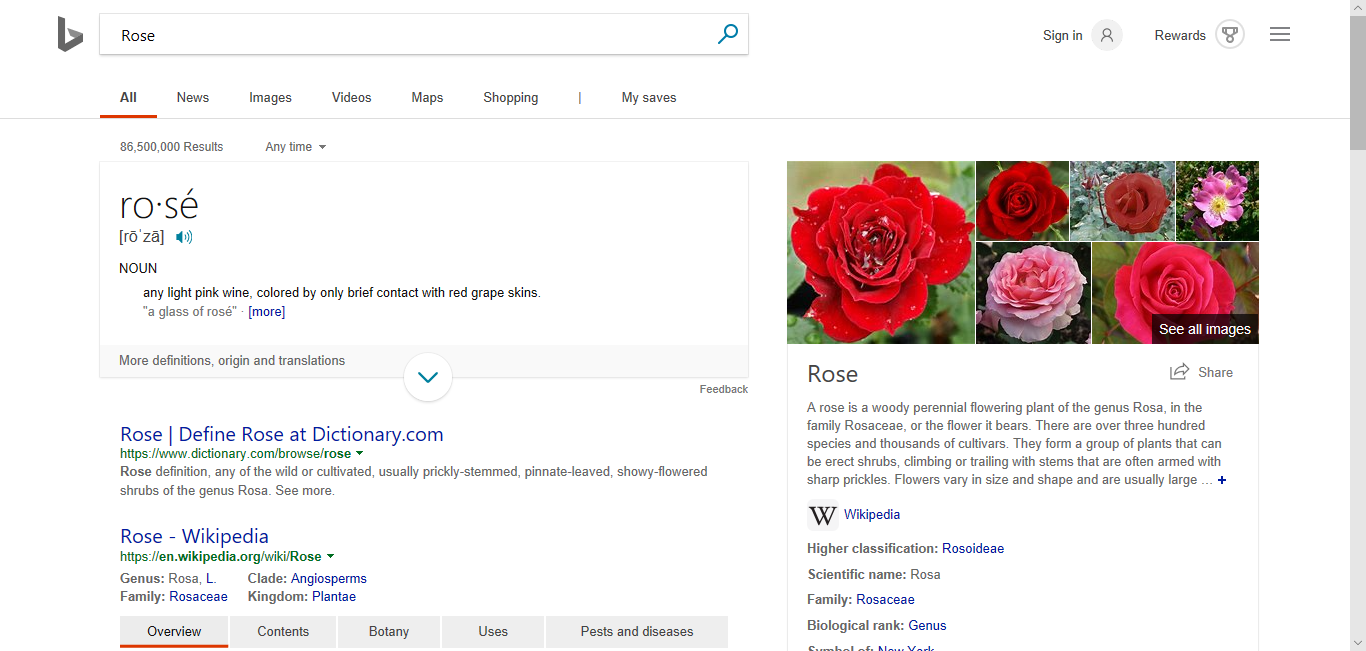 Rose
Sign in
Rewards
All News Images Videos Maps Shopping | My saves
86,500,000 Results Any time
ro·sé
[rōˈzā]
NOUN
any light pink wine, colored by only brief contact with red grape skins.
"a glass of rosé" · [more]
More definitions, origin and translations
Feedback
Rose | Define Rose at Dictionary.com
https://www.dictionary.com/browse/rose
Rose definition, any of the wild or cultivated, usually prickly-stemmed, pinnate-leaved, showy-flowered
shrubs of the genus Rosa. See more.
Rose - Wikipedia
https://en.wikipedia.org/wiki/Rose
Genus: Rosa, L. Clade: Angiosperms
Family: Rosaceae Kingdom: Plantae
Overview Contents Botany Uses Pests and diseases
See all images
Rose
Share
A rose is a woody perennial flowering plant of the genus Rosa, in the
family Rosaceae, or the flower it bears. There are over three hundred
species and thousands of cultivars. They form a group of plants that can
be erect shrubs, climbing or trailing with stems that are often armed with
sharp prickles. Flowers vary in size and shape and are usually large ... +
W Wikipedia
Higher classification: Rosoideae
Scientific name: Rosa
Family: Rosaceae
Biological rank: Genus
Symbol of: New York